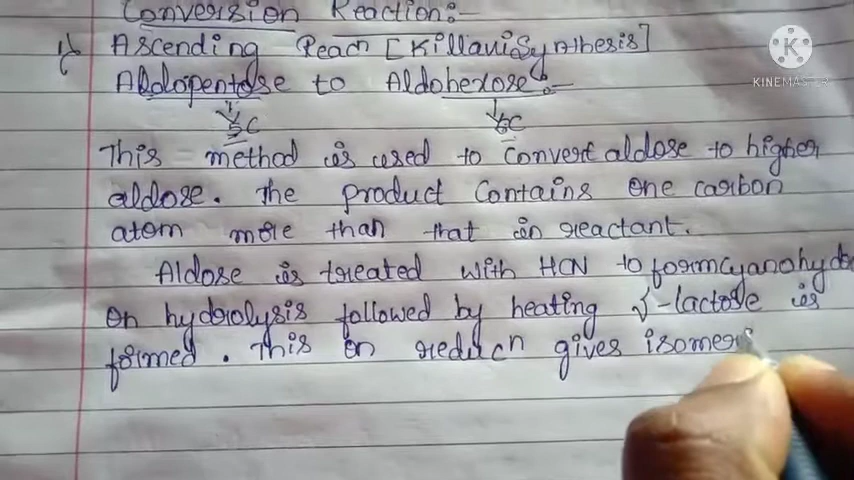 Conversion Reaction:-
1) Ascending Reacn [Killani Synthesis]
Aldopentose to Aldohexose:-
5C 6C
This method is used to convert aldose to higher
aldose. The product contains one carbon
atom more than that in reactant.
Aldose is treated with HCN to form cyanohyd
on hydrolysis followed by heating √-lactose is
formed. This on reducn gives isomeri
K
KINEMASTER